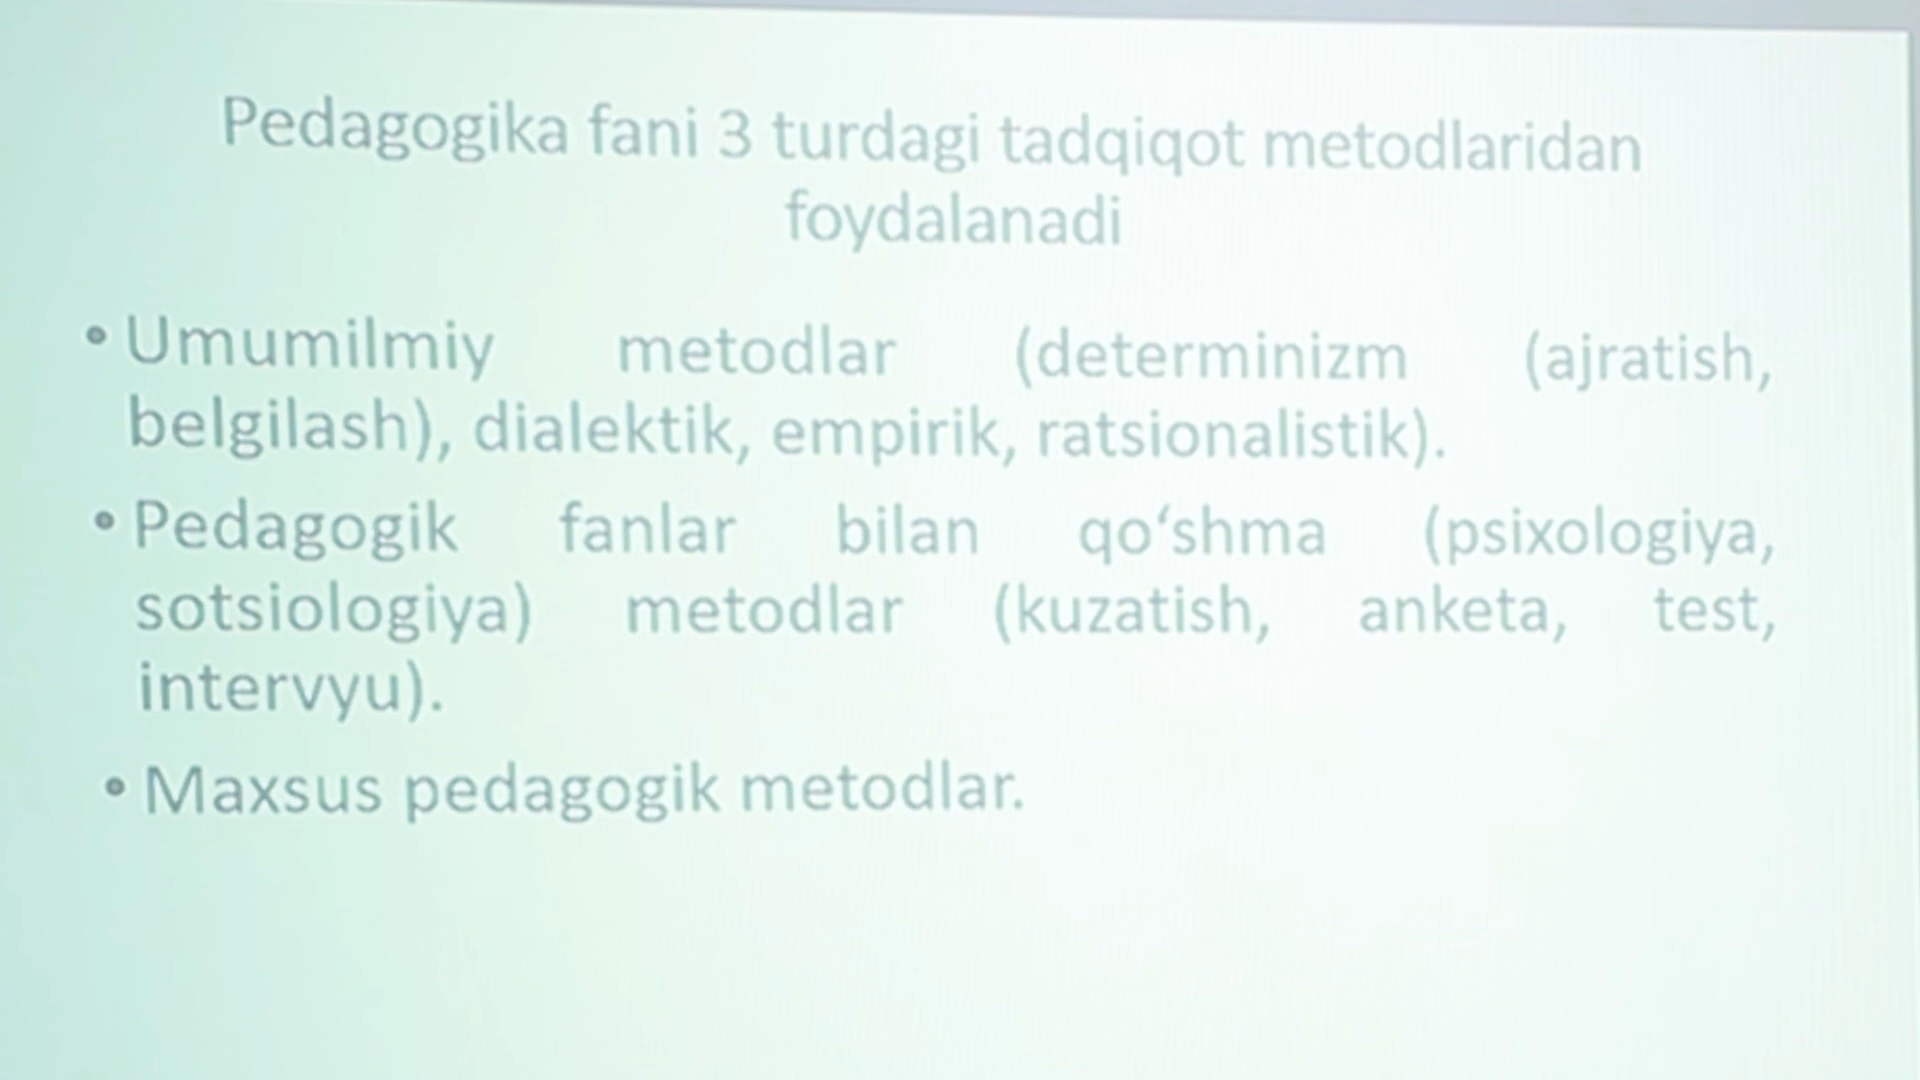 Pedagogika fani 3 turdagi tadqiqot metodlaridan
foydalanadi
• Umumilmiy metodlar (determinizm (ajratish,
belgilash), dialektik, empirik, ratsionalistik).
• Pedagogik fanlar bilan qo‘shma (psixologiya,
sotsiologiya) metodlar (kuzatish, anketa, test,
intervyu).
• Maxsus pedagogik metodlar.